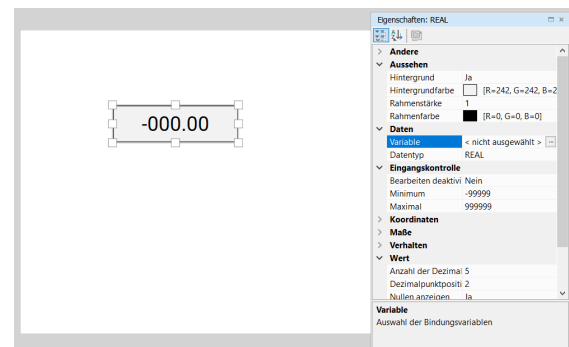 -000.00
Eigenschaften: REAL
Andere
Aussehen
Hintergrund Ja
Hintergrundfarbe [R=242, G=242, B=2
Rahmenstärke 1
Rahmenfarbe [R=0, G=0, B=0]
Daten
Variable < nicht ausgewählt > ...
Datentyp REAL
Eingangskontrolle
Bearbeiten deaktivi Nein
Minimum -99999
Maximal 999999
Koordinaten
Maße
Verhalten
Wert
Anzahl der Dezimal 5
Dezimalpunktpositi 2
Nullen anzeigen Ja
Variable
Auswahl der Bindungsvariablen